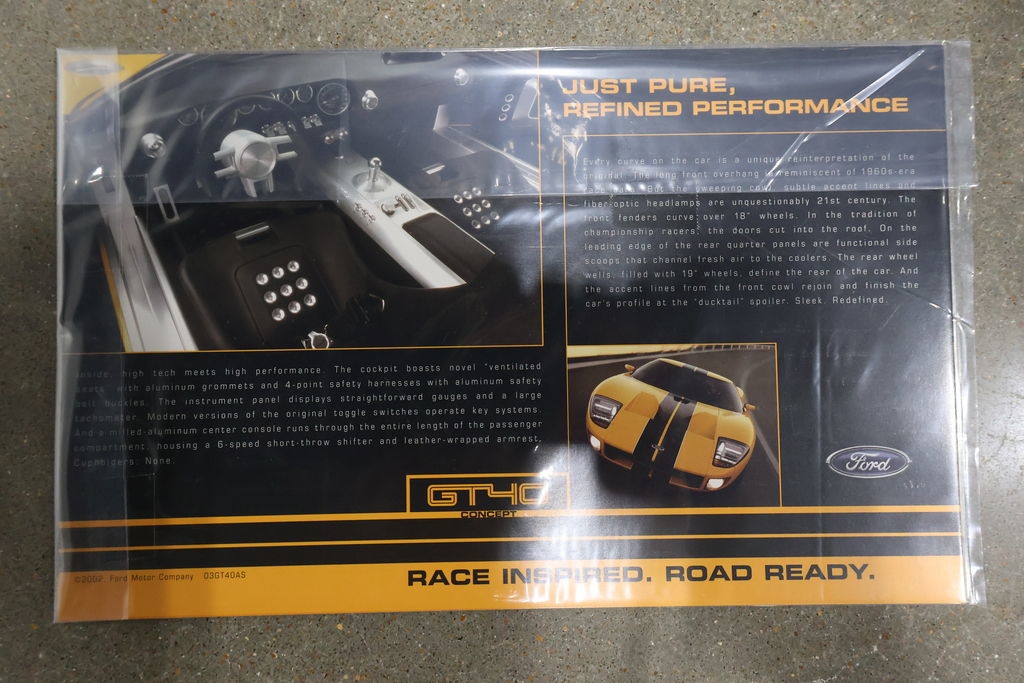 JUST PURE,
REFINED PERFORMANCE
Every curve on the car is a unique reinterpretation of the
original. The long front overhang is reminiscent of 1960s-era
race cars. But the sweeping cowl, subtle accent lines and
fiber-optic headlamps are unquestionably 21st century. The
front fenders curve over 18" wheels. In the tradition of
championship racers, the doors cut into the roof. On the
leading edge of the rear quarter panels are functional side
scoops that channel fresh air to the coolers. The rear wheel
wells, filled with 19" wheels, define the rear of the car. And
the accent lines from the front cowl rejoin and finish the
car's profile at the "ducktail" spoiler. Sleek. Redefined.
Inside, high tech meets high performance. The cockpit boasts novel "ventilated
seats" with aluminum grommets and 4-point safety harnesses with aluminum safety
belt buckles. The instrument panel displays straightforward gauges and a large
tachometer. Modern versions of the original toggle switches operate key systems.
And a milled-aluminum center console runs through the entire length of the passenger
compartment, housing a 6-speed short-throw shifter and leather-wrapped armrest.
Cupholders: None.
Ford
GT40
CONCEPT
©2002, Ford Motor Company 03GT40AS
RACE INSPIRED. ROAD READY.